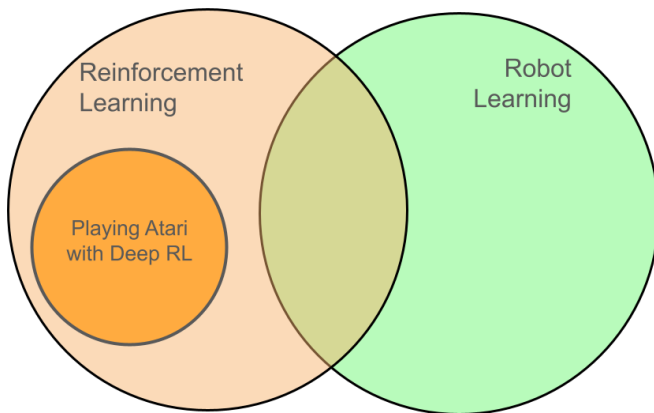 Reinforcement
Learning
Robot
Learning
Playing Atari
with Deep RL